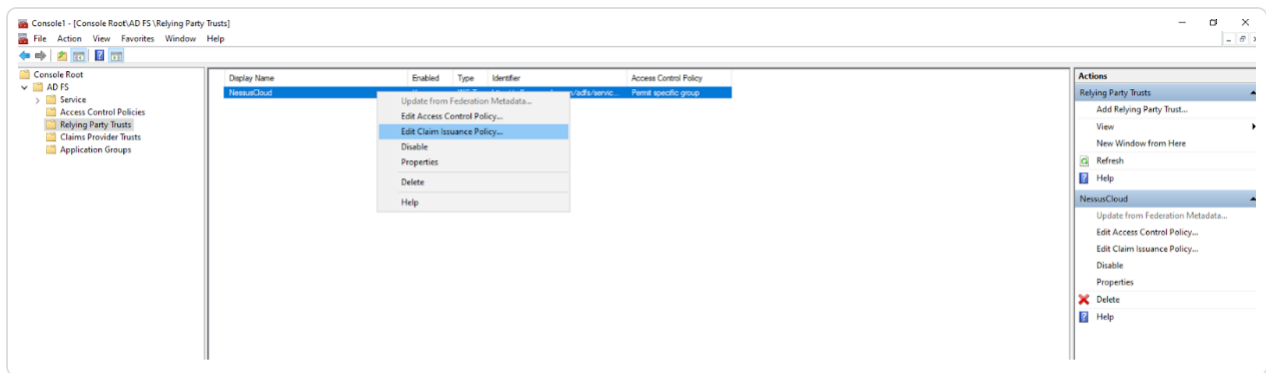 Console1 - [Console Root\AD FS\Relying Party Trusts]
File Action View Favorites Window Help
Console Root
AD FS
Service
Access Control Policies
Relying Party Trusts
Claims Provider Trusts
Application Groups
Display Name Enabled Type Identifier Access Control Policy
NessusCloud /adfs/servic... Permit specific group
Update from Federation Metadata...
Edit Access Control Policy...
Edit Claim Issuance Policy...
Disable
Properties
Delete
Help
Actions
Relying Party Trusts
Add Relying Party Trust...
View
New Window from Here
Refresh
Help
NessusCloud
Update from Federation Metadata...
Edit Access Control Policy...
Edit Claim Issuance Policy...
Disable
Properties
Delete
Help